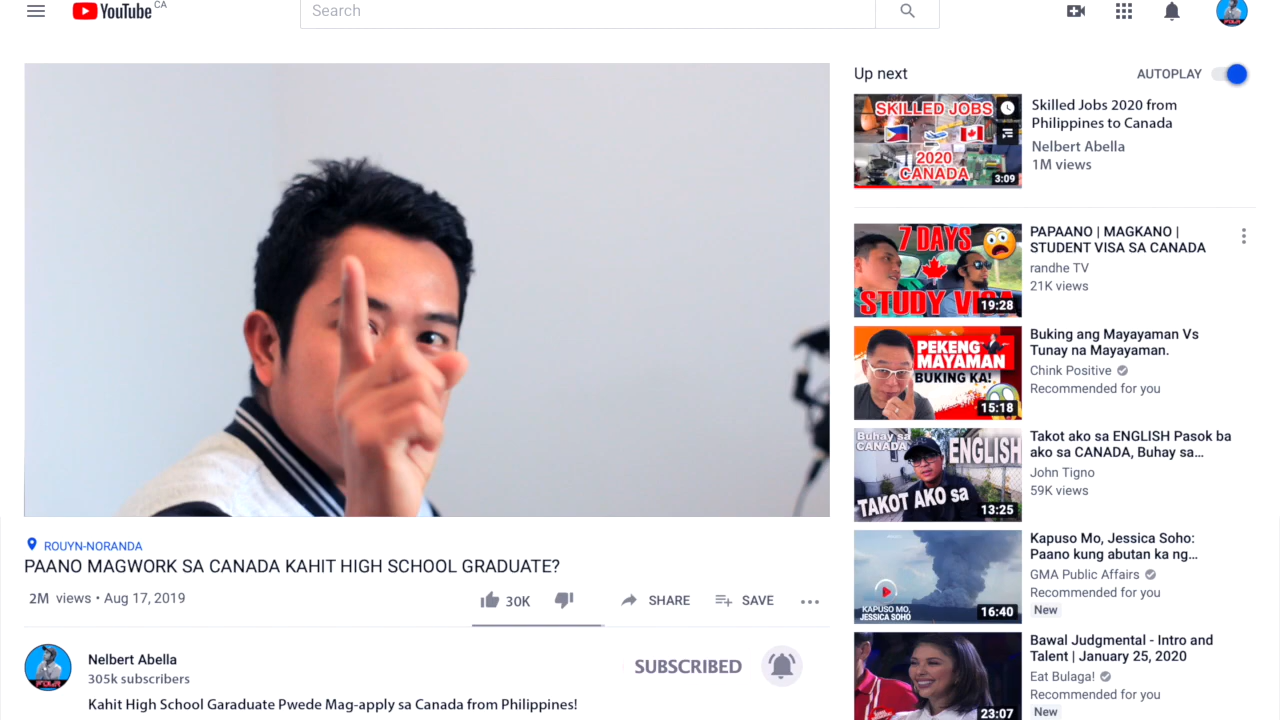 YouTube CA
Search
Up next
AUTOPLAY
SKILLED JOBS
2020
CANADA
3:09
Skilled Jobs 2020 from
Philippines to Canada
Nelbert Abella
1M views
7 DAYS
STUDY VISA
19:28
PAPAANO | MAGKANO |
STUDENT VISA SA CANADA
randhe TV
21K views
PEKENG
MAYAMAN
BUKING KA!
15:18
Buking ang Mayayaman Vs
Tunay na Mayayaman.
Chink Positive
Recommended for you
Buhay sa
CANADA
ENGLISH
TAKOT AKO sa
13:25
Takot ako sa ENGLISH Pasok ba
ako sa CANADA, Buhay sa...
John Tigno
59K views
KAPUSO MO,
JESSICA SOHO
16:40
Kapuso Mo, Jessica Soho:
Paano kung abutan ka ng...
GMA Public Affairs
Recommended for you
New
23:07
Bawal Judgmental - Intro and
Talent | January 25, 2020
Eat Bulaga!
Recommended for you
New
ROUYN-NORANDA
PAANO MAGWORK SA CANADA KAHIT HIGH SCHOOL GRADUATE?
2M views • Aug 17, 2019
30K
SHARE
SAVE
Nelbert Abella
305k subscribers
SUBSCRIBED
Kahit High School Garaduate Pwede Mag-apply sa Canada from Philippines!